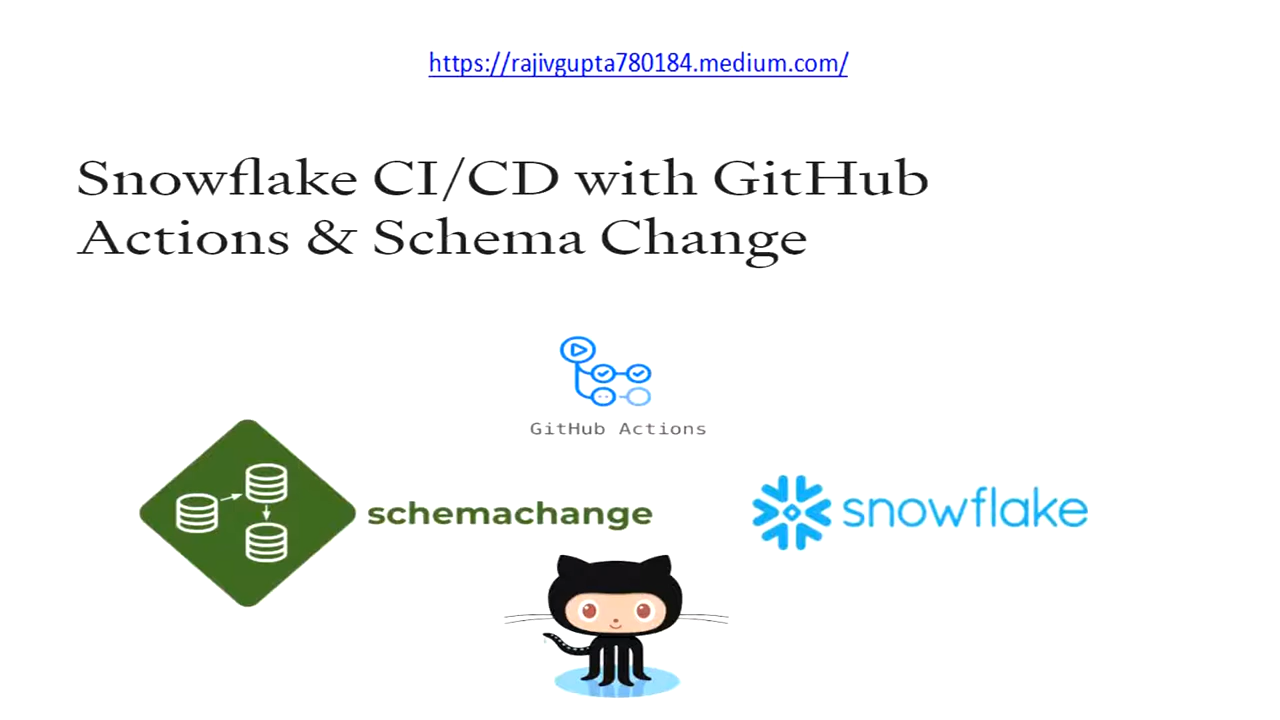 https://rajivgupta780184.medium.com/
Snowflake CI/CD with GitHub
Actions & Schema Change
GitHub Actions
schemachange
snowflake